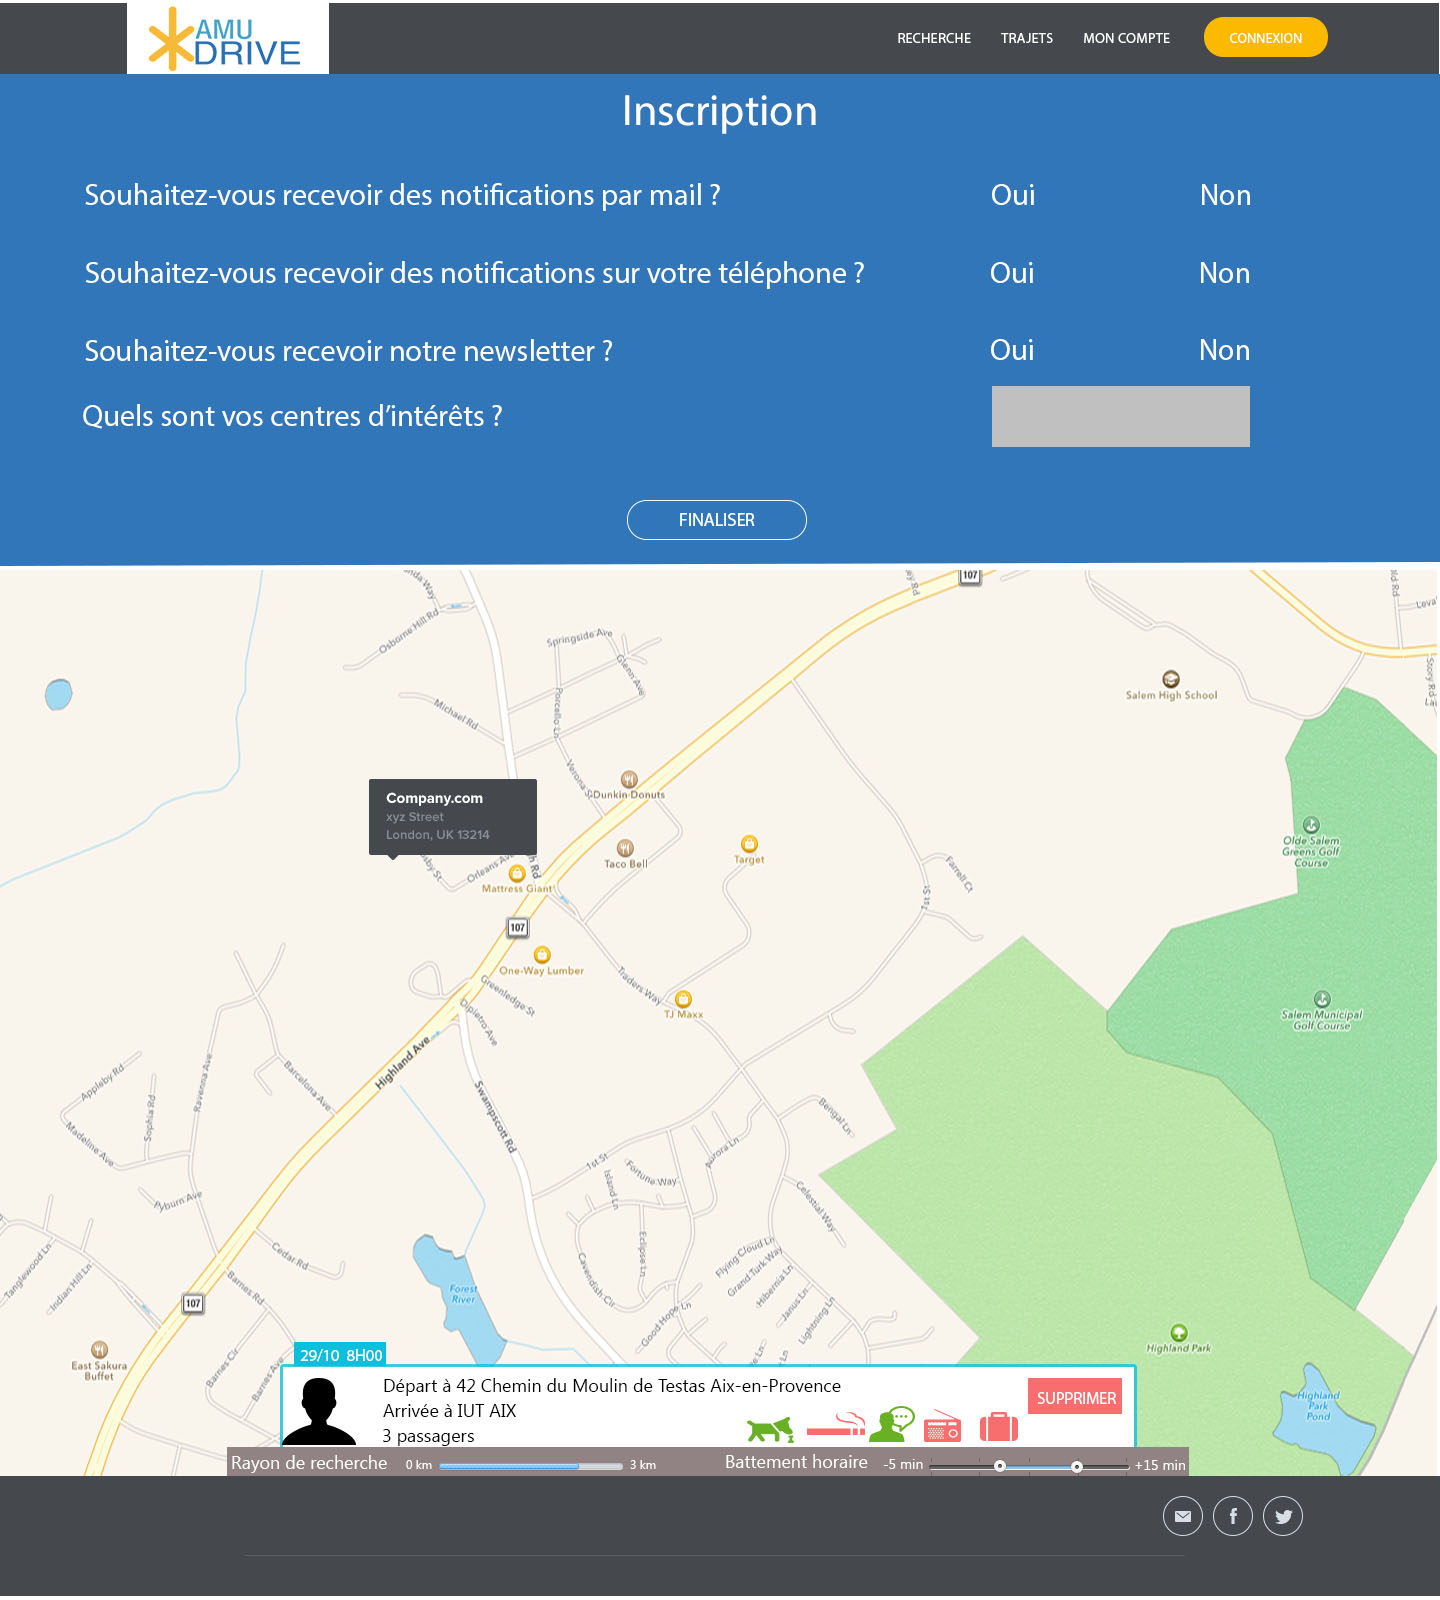 AMU
DRIVE
RECHERCHE TRAJETS MON COMPTE CONNEXION
Inscription
Souhaitez-vous recevoir des notifications par mail ? Oui Non
Souhaitez-vous recevoir des notifications sur votre téléphone ? Oui Non
Souhaitez-vous recevoir notre newsletter ? Oui Non
Quels sont vos centres d’intérêts ?
FINALISER
107
Osborne Hill Rd
Springside Ave
Glenn Ave
Porcello Ln
Michael Rd
Salem High School
Verona
Dunkin Donuts
Company.com
xyz Street
London, UK 13214
Taco Bell
Target
Olde Salem
Greens Golf
Course
Orleans Ave
Mattress Giant
Farrell Ct
1st St
107
One-Way Lumber
Greenledge St
Traders Way
TJ Maxx
Dipietro Ave
Salem Municipal
Golf Course
Highland Ave
Appleby Rd
Ravenna Ave
Barcelona Ave
Sophia Rd
Madeline Ave
Swampscott Rd
Bengal Ln
Aurora Ln
1st St
Fortune Way
Island Ln
Celestial Way
Pyburn Ave
Cedar Rd
Eclipse Ln
Flying Cloud Ln
Grand Turk Way
Tanglewood Ln
Indian Hill Ln
Barnes Rd
Cavendish Cir
Hibernia Ln
Janus Ln
Lightning Ln
Good Hope Ln
Forest
River
107
East Sakura
Buffet
Barnes Cir
Barnes Ave
Highland Park
Highland
Park
Pond
29/10 8H00
Départ à 42 Chemin du Moulin de Testas Aix-en-Provence
Arrivée à IUT AIX
3 passagers
SUPPRIMER
Rayon de recherche 0 km 3 km Battement horaire -5 min +15 min